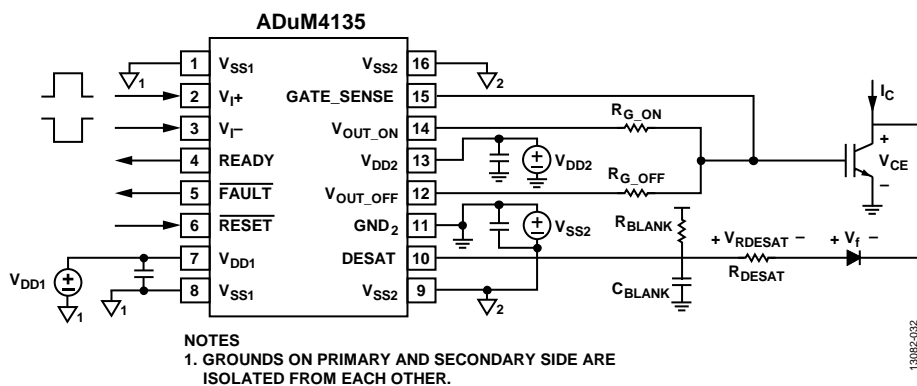 ADuM4135
1 VSS1
2 VI+
3 VI−
4 READY
5 FAULT
6 RESET
7 VDD1
8 VSS1
VSS2 16
GATE_SENSE 15
VOUT_ON 14
VDD2 13
VOUT_OFF 12
GND2 11
DESAT 10
VSS2 9
1
VDD1
1
1
2
RG_ON
VDD2
RG_OFF
VSS2
2
RBLANK
CBLANK
+ VRDESAT −
RDESAT
+ Vf −
IC
+
VCE
−
NOTES
1. GROUNDS ON PRIMARY AND SECONDARY SIDE ARE
ISOLATED FROM EACH OTHER.
13082-032